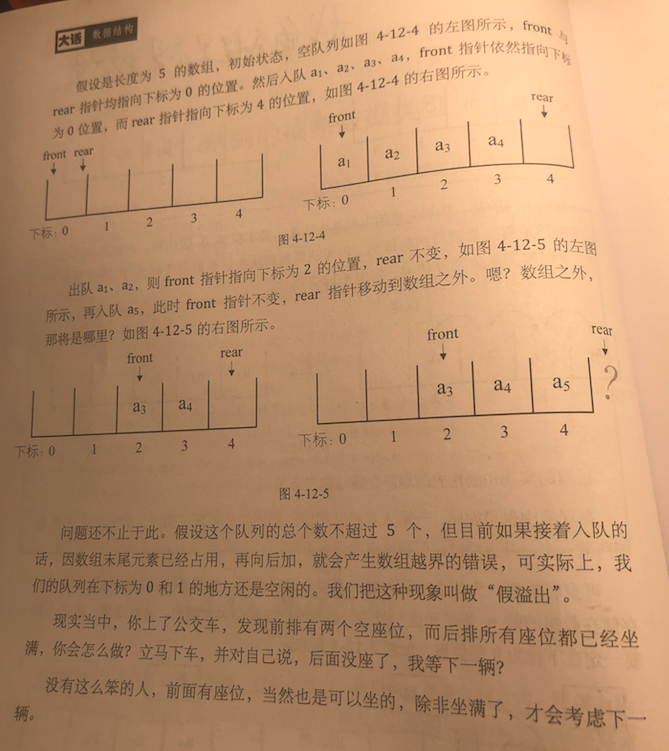 大话 数据结构
假设是长度为 5 的数组，初始状态，空队列如图 4-12-4 的左图所示，front 与
rear 指针均指向下标为 0 的位置。然后入队 a₁、a₂、a₃、a₄，front 指针依然指向下标
为 0 位置，而 rear 指针指向下标为 4 的位置，如图 4-12-4 的右图所示。
front rear
下标：0 1 2 3 4
front rear
a₁ a₂ a₃ a₄
下标：0 1 2 3 4
图 4-12-4
出队 a₁、a₂，则 front 指针指向下标为 2 的位置，rear 不变，如图 4-12-5 的左图
所示，再入队 a₅，此时 front 指针不变，rear 指针移动到数组之外。嗯？数组之外，
那将是哪里？如图 4-12-5 的右图所示。
front rear
a₃ a₄
下标：0 1 2 3 4
front rear
a₃ a₄ a₅ ?
下标：0 1 2 3 4
图 4-12-5
问题还不止于此。假设这个队列的总个数不超过 5 个，但目前如果接着入队的
话，因数组末尾元素已经占用，再向后加，就会产生数组越界的错误，可实际上，我
们的队列在下标为 0 和 1 的地方还是空闲的。我们把这种现象叫做“假溢出”。
现实当中，你上了公交车，发现前排有两个空座位，而后排所有座位都已经坐
满，你会怎么做？立马下车，并对自己说，后面没座了，我等下一辆？
没有这么笨的人，前面有座位，当然也是可以坐的，除非坐满了，才会考虑下一
辆。